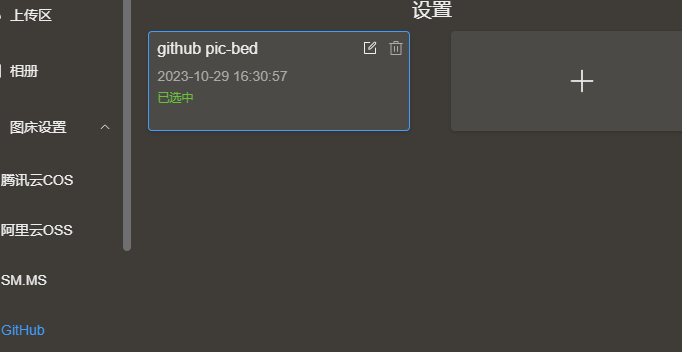 上传区
相册
图床设置
腾讯云COS
阿里云OSS
SM.MS
GitHub
设置
github pic-bed
2023-10-29 16:30:57
已选中